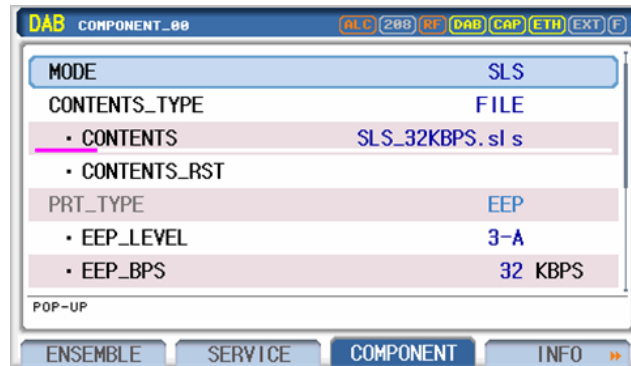 DAB COMPONENT_00 ALC 208 RF DAB CAP ETH EXT F
MODE SLS
CONTENTS_TYPE FILE
· CONTENTS SLS_32KBPS.sls
· CONTENTS_RST
PRT_TYPE EEP
· EEP_LEVEL 3-A
· EEP_BPS 32 KBPS
POP-UP
ENSEMBLE SERVICE COMPONENT INFO